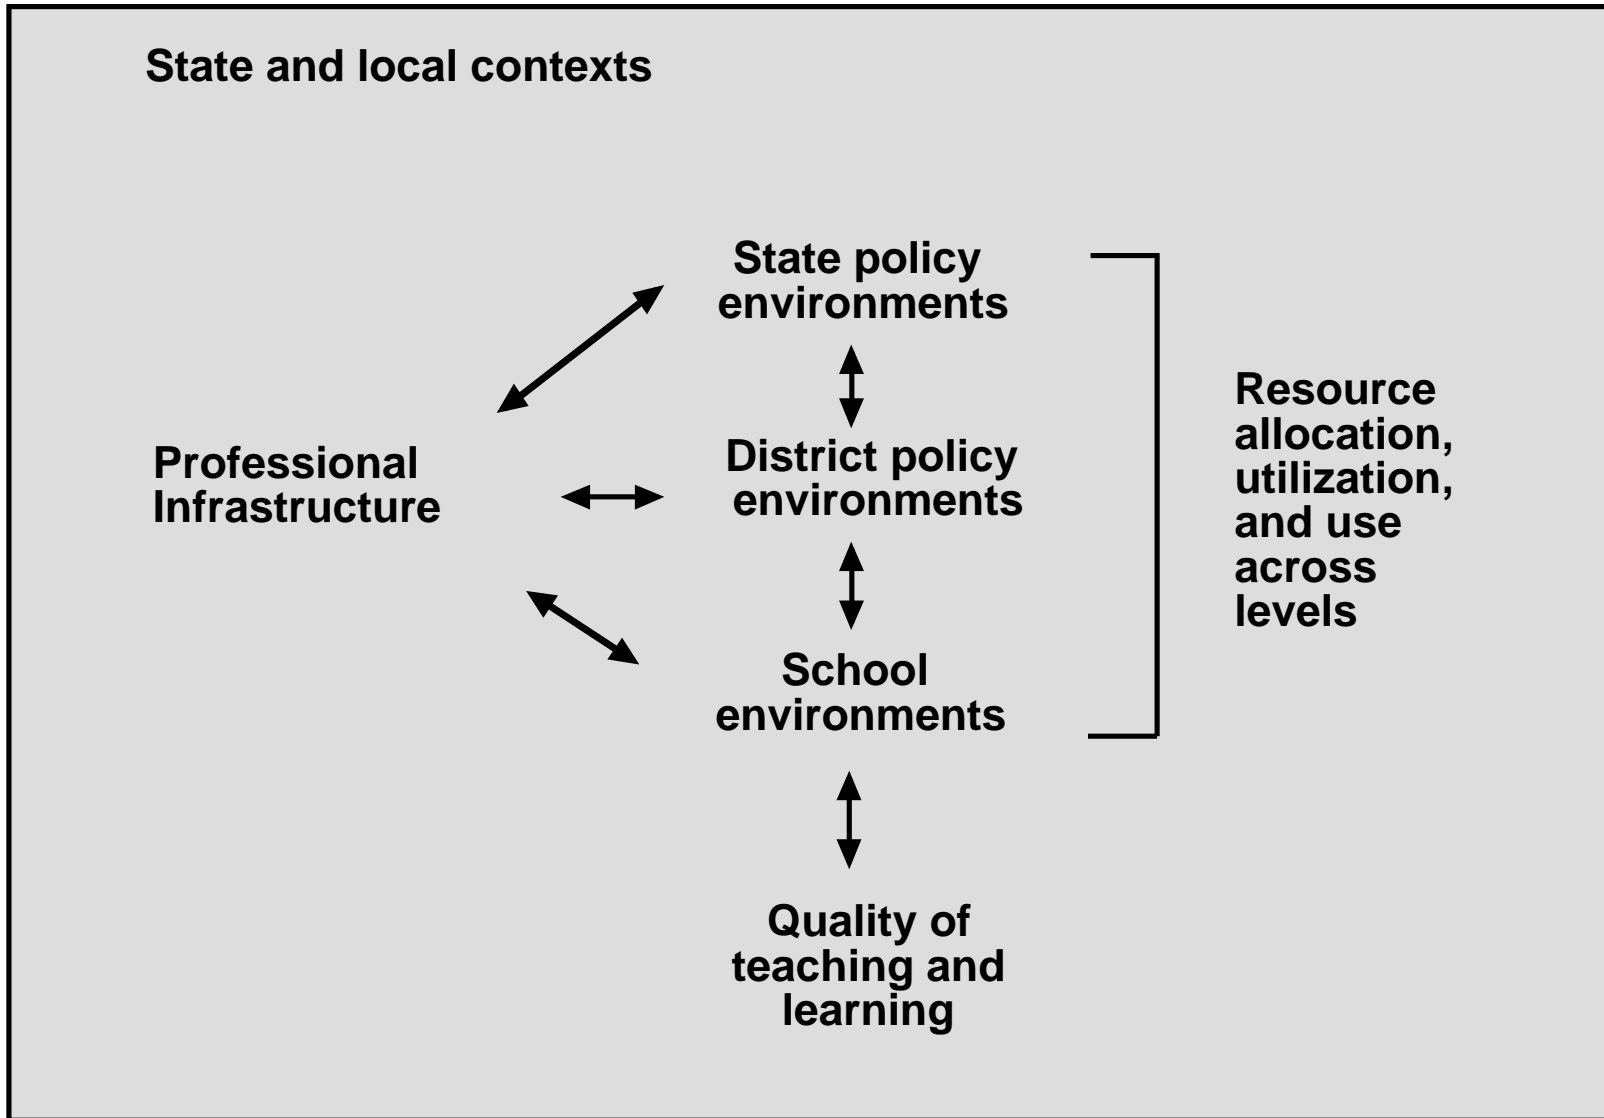 State and local contexts
State policy
environments
Professional
Infrastructure
District policy
environments
School
environments
Quality of
teaching and
learning
Resource
allocation,
utilization,
and use
across
levels